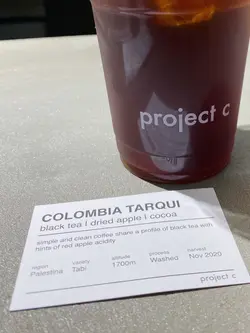 project c
COLOMBIA TARQUI
black tea | dried apple | cocoa
simple and clean coffee share a profile of black tea with
hints of red apple acidity
region variety altitude process harvest
Palestina Tabi 1700m Washed Nov 2020
project c